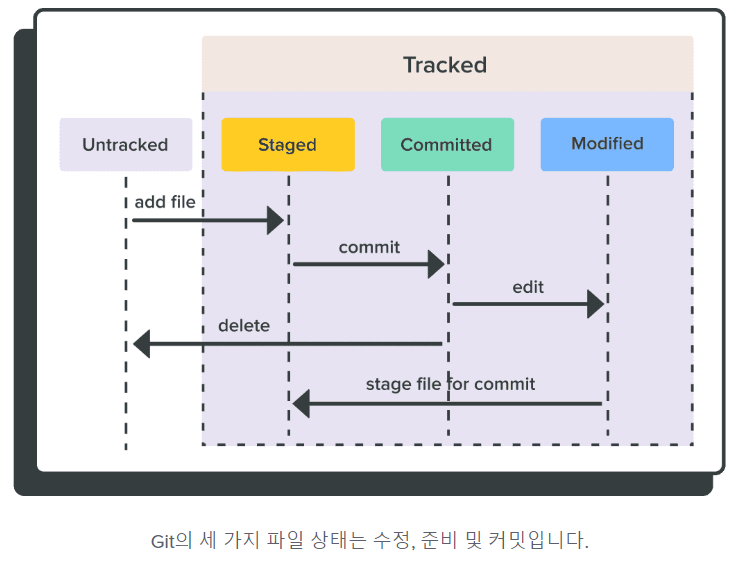 Tracked
Untracked
Staged
Committed
Modified
add file
commit
edit
delete
stage file for commit
Git의 세 가지 파일 상태는 수정, 준비 및 커밋입니다.